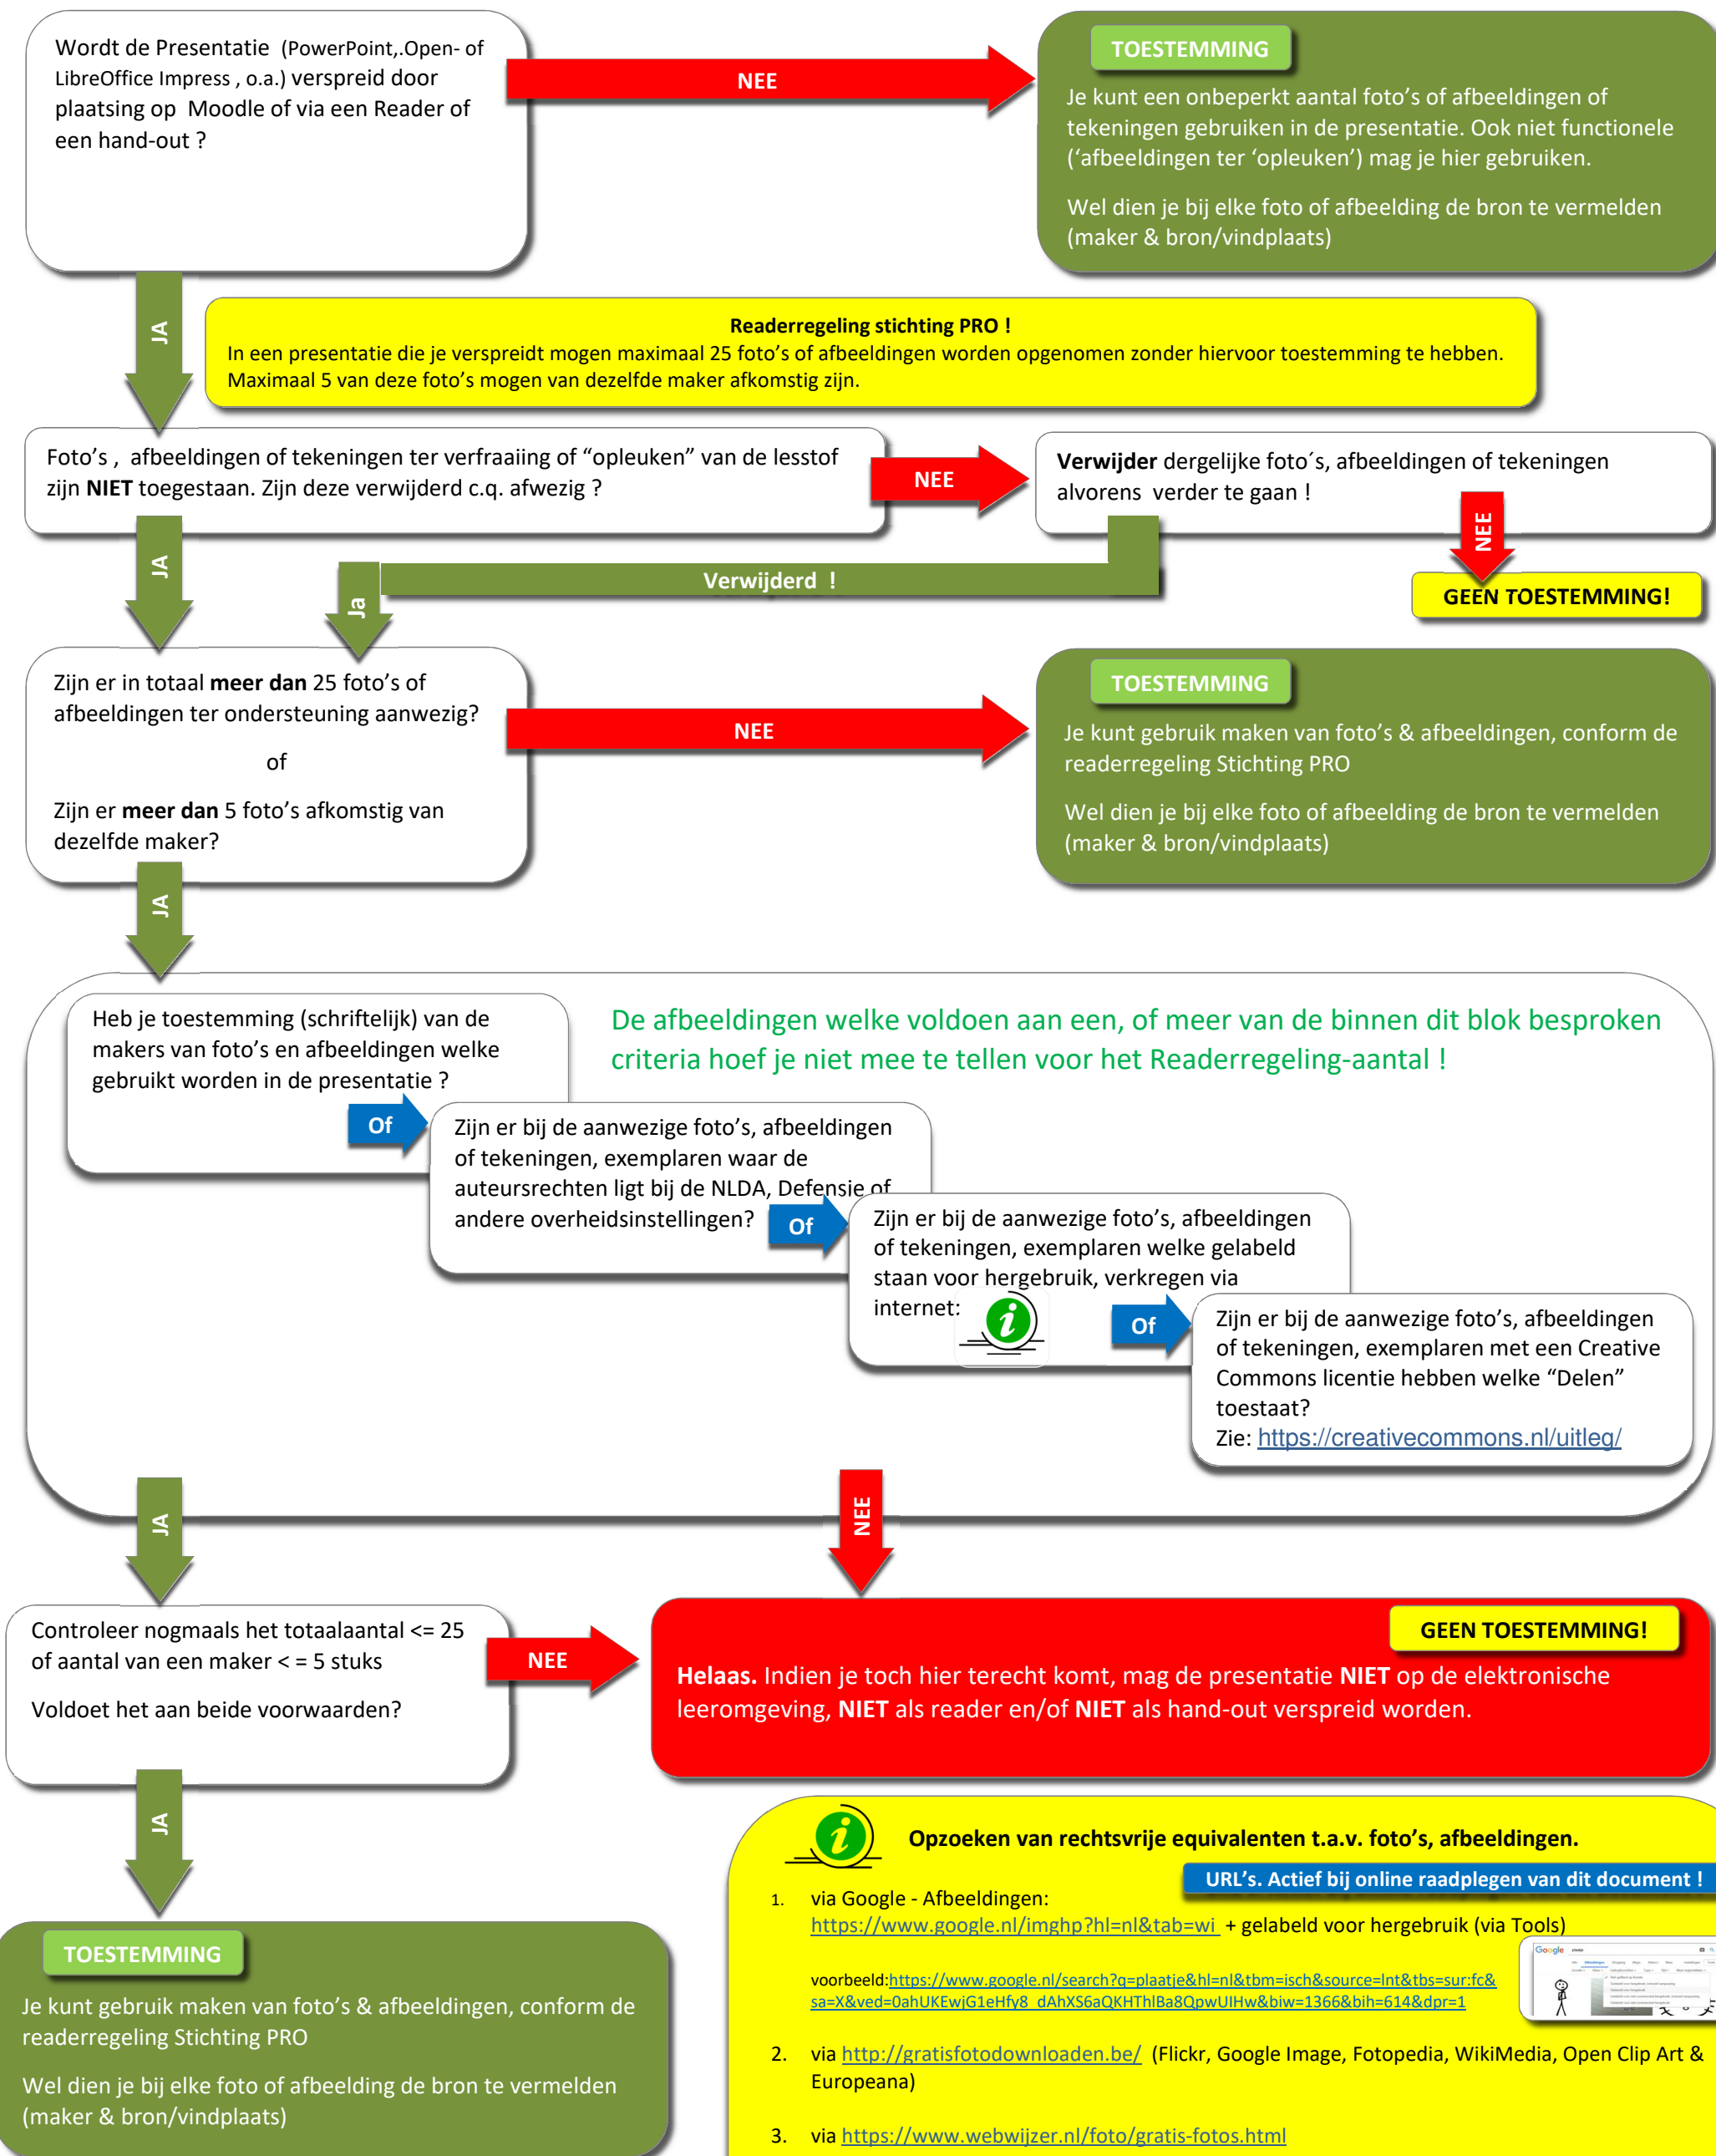 Wordt de Presentatie (PowerPoint,.Open- of
LibreOffice Impress , o.a.) verspreid door
plaatsing op Moodle of via een Reader of
een hand-out ?
NEE
TOESTEMMING
Je kunt een onbeperkt aantal foto’s of afbeeldingen of
tekeningen gebruiken in de presentatie. Ook niet functionele
(‘afbeeldingen ter ‘opleuken’) mag je hier gebruiken.
Wel dien je bij elke foto of afbeelding de bron te vermelden
(maker & bron/vindplaats)
JA
Readerregeling stichting PRO !
In een presentatie die je verspreidt mogen maximaal 25 foto’s of afbeeldingen worden opgenomen zonder hiervoor toestemming te hebben.
Maximaal 5 van deze foto’s mogen van dezelfde maker afkomstig zijn.
Foto’s , afbeeldingen of tekeningen ter verfraaiing of “opleuken” van de lesstof
zijn NIET toegestaan. Zijn deze verwijderd c.q. afwezig ?
NEE
Verwijder dergelijke foto´s, afbeeldingen of tekeningen
alvorens verder te gaan !
NEE
JA
Ja
Verwijderd !
GEEN TOESTEMMING!
Zijn er in totaal meer dan 25 foto’s of
afbeeldingen ter ondersteuning aanwezig?
of
Zijn er meer dan 5 foto’s afkomstig van
dezelfde maker?
NEE
TOESTEMMING
Je kunt gebruik maken van foto’s & afbeeldingen, conform de
readerregeling Stichting PRO
Wel dien je bij elke foto of afbeelding de bron te vermelden
(maker & bron/vindplaats)
JA
Heb je toestemming (schriftelijk) van de
makers van foto’s en afbeeldingen welke
gebruikt worden in de presentatie ?
De afbeeldingen welke voldoen aan een, of meer van de binnen dit blok besproken
criteria hoef je niet mee te tellen voor het Readerregeling-aantal !
Of
Zijn er bij de aanwezige foto’s, afbeeldingen
of tekeningen, exemplaren waar de
auteursrechten ligt bij de NLDA, Defensie of
andere overheidsinstellingen?
Of
Zijn er bij de aanwezige foto’s, afbeeldingen
of tekeningen, exemplaren welke gelabeld
staan voor hergebruik, verkregen via
internet:
i
Of
Zijn er bij de aanwezige foto’s, afbeeldingen
of tekeningen, exemplaren met een Creative
Commons licentie hebben welke “Delen”
toestaat?
Zie: https://creativecommons.nl/uitleg/
JA
NEE
Controleer nogmaals het totaalaantal <= 25
of aantal van een maker < = 5 stuks
Voldoet het aan beide voorwaarden?
NEE
GEEN TOESTEMMING!
Helaas. Indien je toch hier terecht komt, mag de presentatie NIET op de elektronische
leeromgeving, NIET als reader en/of NIET als hand-out verspreid worden.
JA
TOESTEMMING
Je kunt gebruik maken van foto’s & afbeeldingen, conform de
readerregeling Stichting PRO
Wel dien je bij elke foto of afbeelding de bron te vermelden
(maker & bron/vindplaats)
i
Opzoeken van rechtsvrije equivalenten t.a.v. foto’s, afbeeldingen.
URL’s. Actief bij online raadplegen van dit document !
1. via Google - Afbeeldingen:
https://www.google.nl/imghp?hl=nl&tab=wi + gelabeld voor hergebruik (via Tools)
Google
voorbeeld:https://www.google.nl/search?q=plaatje&hl=nl&tbm=isch&source=lnt&tbs=sur:fc&
sa=X&ved=0ahUKEwjG1eHfy8_dAhXS6aQKHThlBa8QpwUIHw&biw=1366&bih=614&dpr=1
2. via http://gratisfotodownloaden.be/ (Flickr, Google Image, Fotopedia, WikiMedia, Open Clip Art &
Europeana)
3. via https://www.webwijzer.nl/foto/gratis-fotos.html